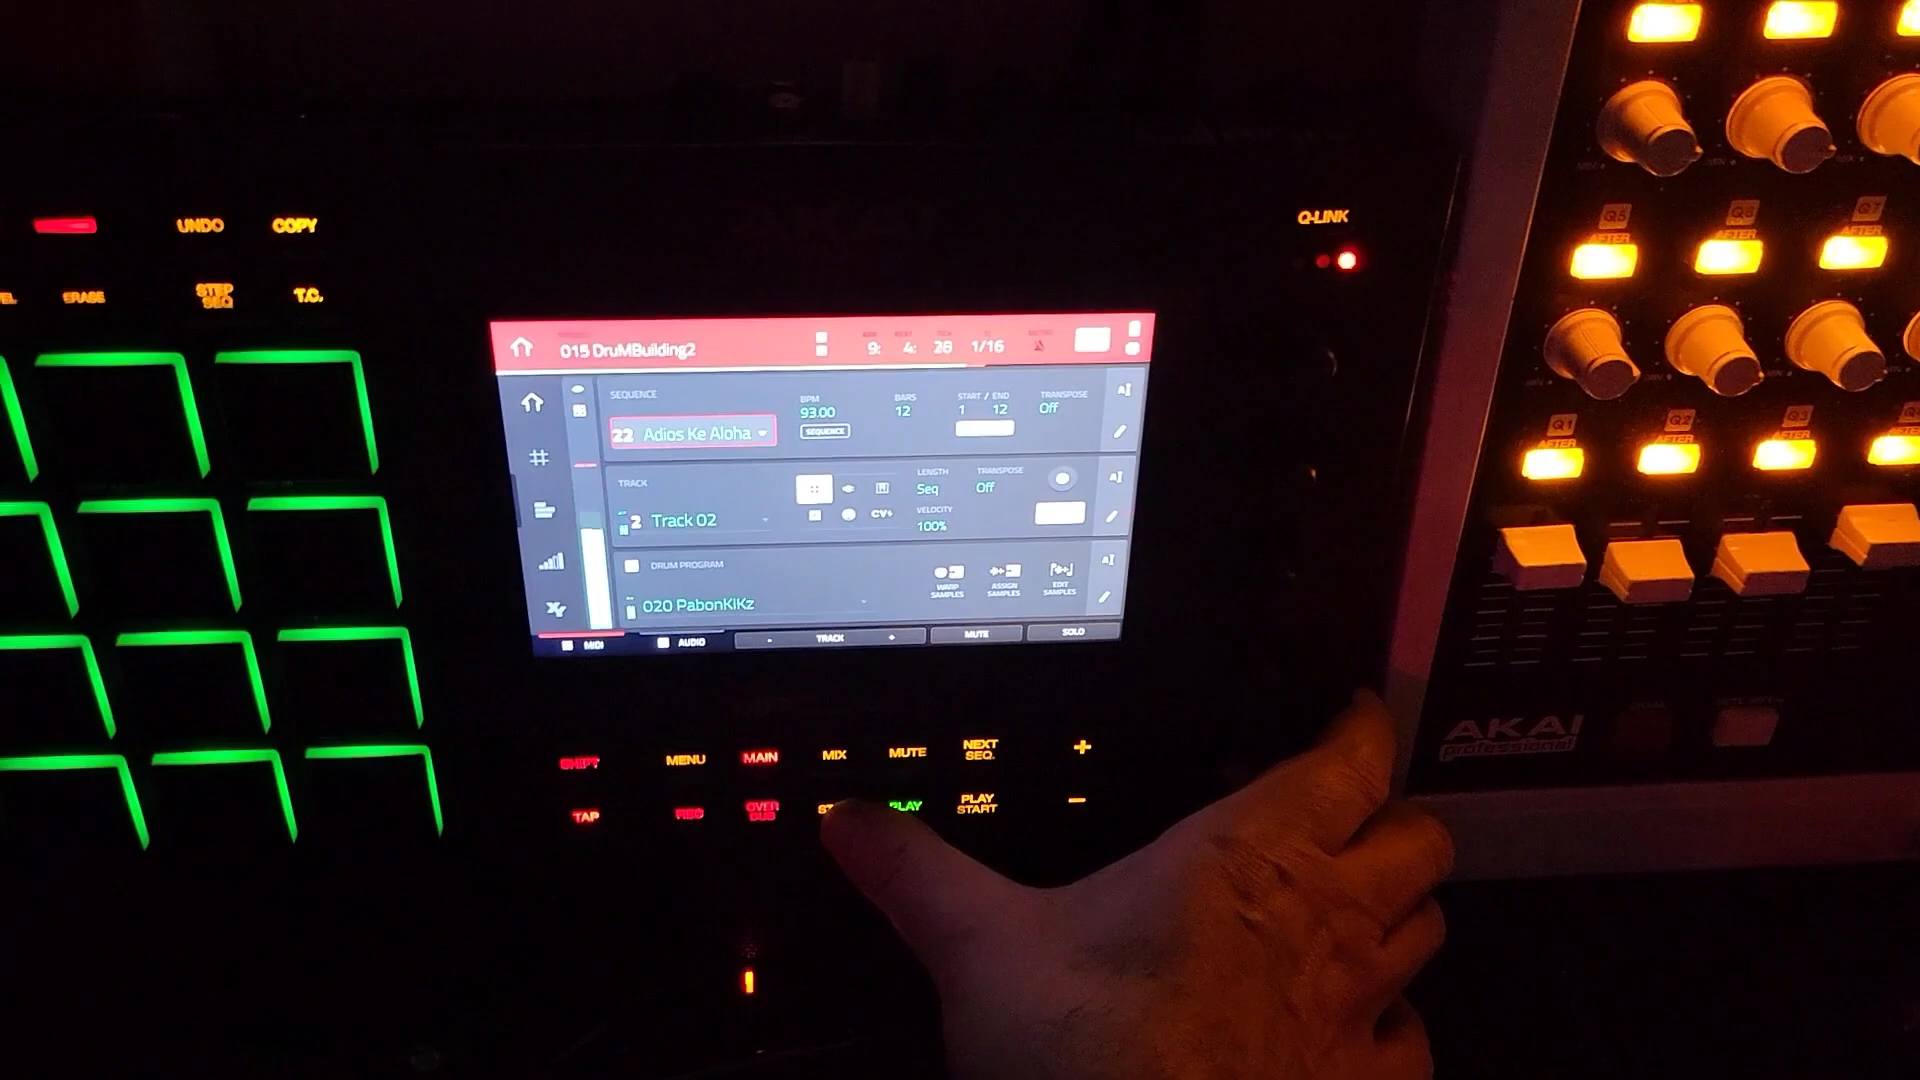 UNDO COPY
ERASE STEP SEQ T.C.
Q-LINK
015 DruMBuilding2 9: 4: 28 1/16
SEQUENCE BPM BARS START / END TRANSPOSE
93.00 12 1 12 Off
22 Adios Ke Aloha SEQUENCE
TRACK LENGTH TRANSPOSE
Seq Off
2 Track 02 CV+ VELOCITY
100%
DRUM PROGRAM
WARP SAMPLES ASSIGN SAMPLES EDIT SAMPLES
020 PabonKiKz
MIDI AUDIO - TRACK + MUTE SOLO
SHIFT MENU MAIN MIX MUTE NEXT SEQ. +
TAP REC OVER DUB PLAY PLAY START -
Q5 Q6 Q7
AFTER AFTER AFTER
Q1 Q2 Q3 Q4
AFTER AFTER AFTER
AKAI
professional